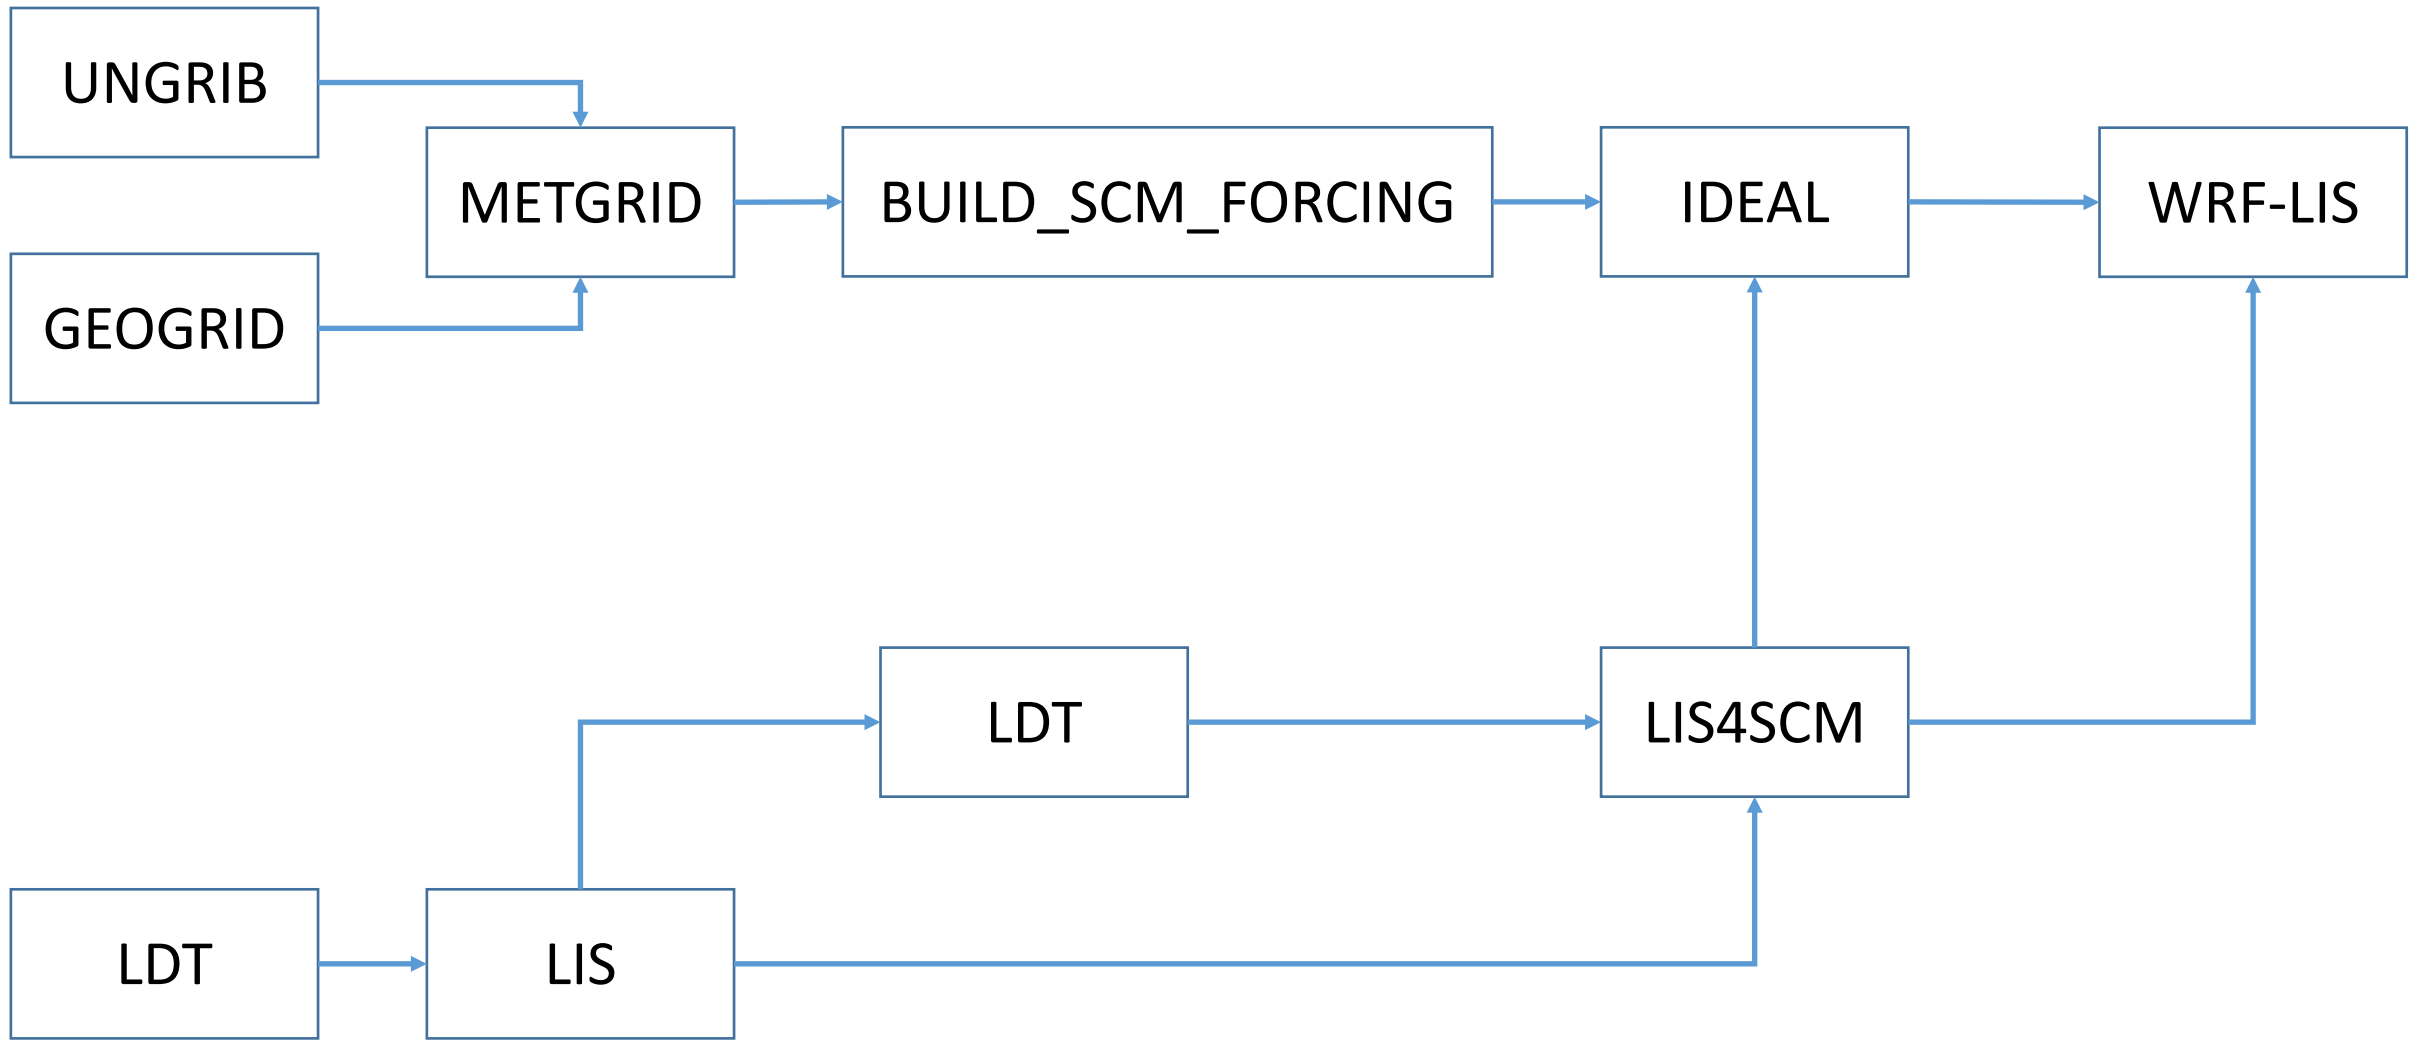 UNGRIB
GEOGRID
METGRID
BUILD_SCM_FORCING
IDEAL
WRF-LIS
LDT
LIS4SCM
LDT
LIS